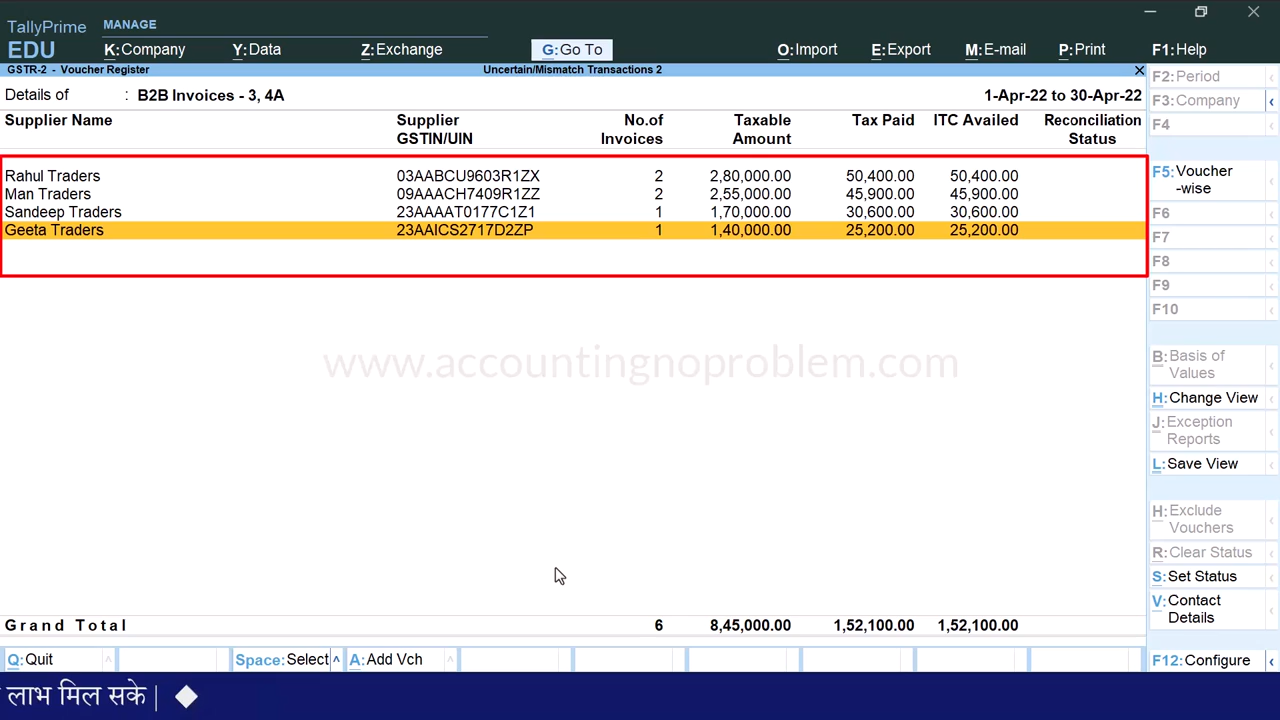 TallyPrime MANAGE
EDU K:Company Y:Data Z:Exchange G:Go To O:Import E:Export M:E-mail P:Print F1:Help
GSTR-2 - Voucher Register Uncertain/Mismatch Transactions 2
Details of : B2B Invoices - 3, 4A 1-Apr-22 to 30-Apr-22
Supplier Name Supplier GSTIN/UIN No.of Invoices Taxable Amount Tax Paid ITC Availed Reconciliation Status
Rahul Traders 03AABCU9603R1ZX 2 2,80,000.00 50,400.00 50,400.00
Man Traders 09AAACH7409R1ZZ 2 2,55,000.00 45,900.00 45,900.00
Sandeep Traders 23AAAAT0177C1Z1 1 1,70,000.00 30,600.00 30,600.00
Geeta Traders 23AAICS2717D2ZP 1 1,40,000.00 25,200.00 25,200.00
www.accountingnoproblem.com
Grand Total 6 8,45,000.00 1,52,100.00 1,52,100.00
F2:Period
F3:Company
F4
F5:Voucher
-wise
F6
F7
F8
F9
F10
B:Basis of
Values
H:Change View
J:Exception
Reports
L:Save View
H:Exclude
Vouchers
R:Clear Status
S:Set Status
V:Contact
Details
Q:Quit Space:Select A:Add Vch F12:Configure
लाभ मिल सके |